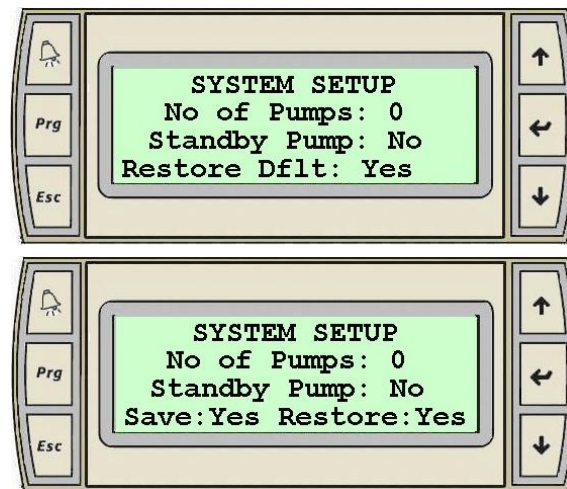 SYSTEM SETUP
No of Pumps: 0
Standby Pump: No
Restore Dflt: Yes
Prg
Esc
SYSTEM SETUP
No of Pumps: 0
Standby Pump: No
Save:Yes Restore:Yes
Prg
Esc